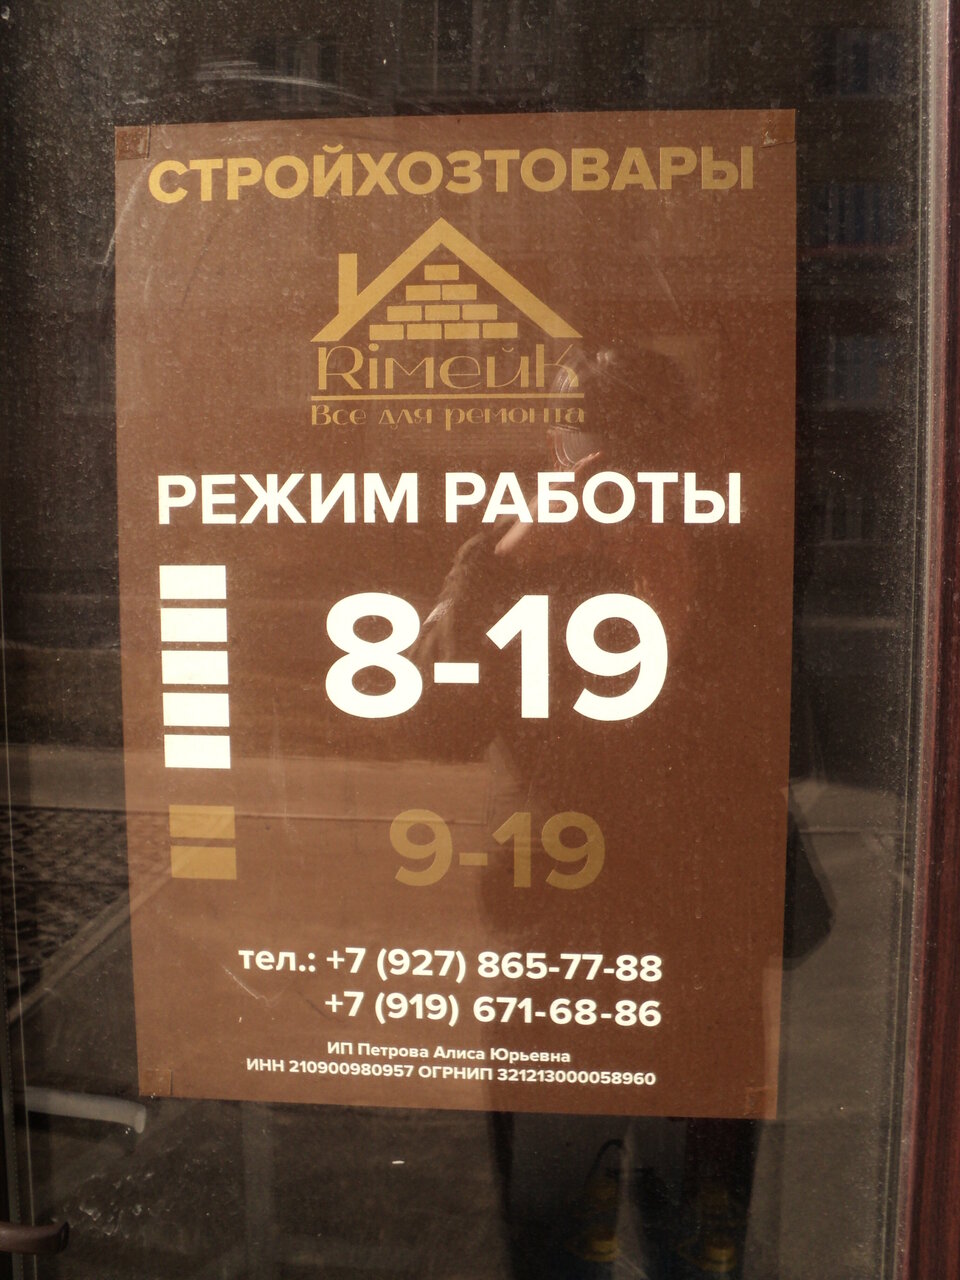 СТРОЙХОЗТОВАРЫ
Riмейк
Все для ремонта
РЕЖИМ РАБОТЫ
8-19
9-19
тел.: +7 (927) 865-77-88
+7 (919) 671-68-86
ИП Петрова Алиса Юрьевна
ИНН 210900980957 ОГРНИП 321213000058960